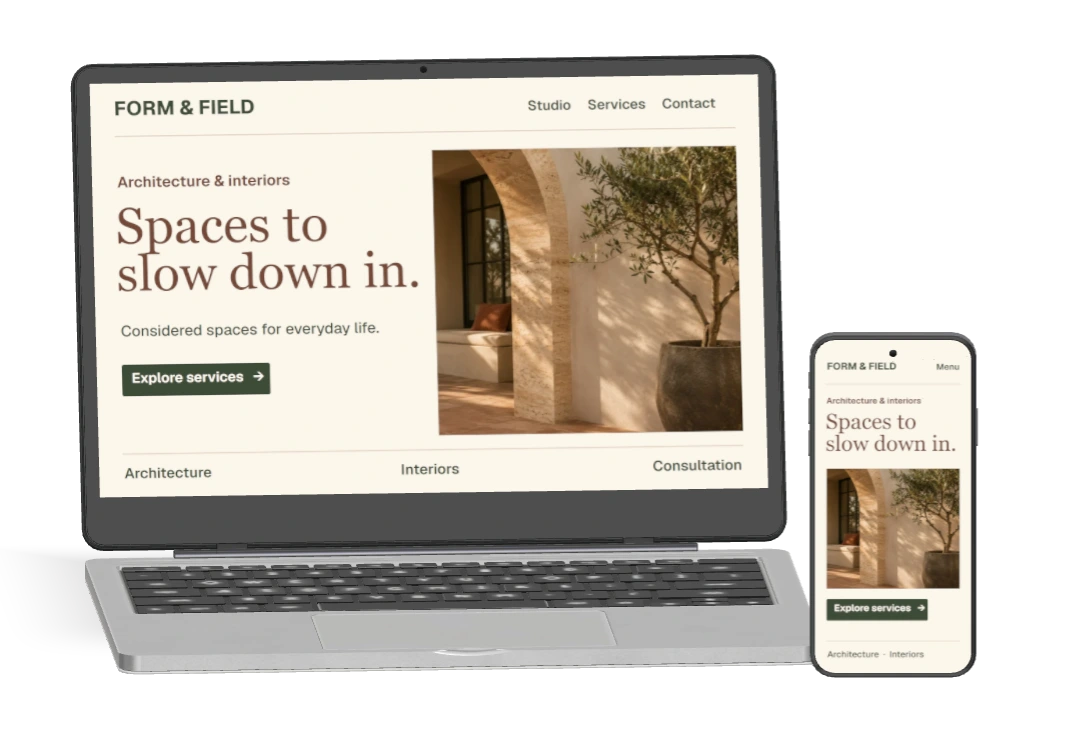 FORM & FIELD
Studio Services Contact
Architecture & interiors
Spaces to
slow down in.
Considered spaces for everyday life.
Explore services →
Architecture Interiors Consultation
FORM & FIELD Menu
Architecture & interiors
Spaces to
slow down in.
Explore services →
Architecture · Interiors